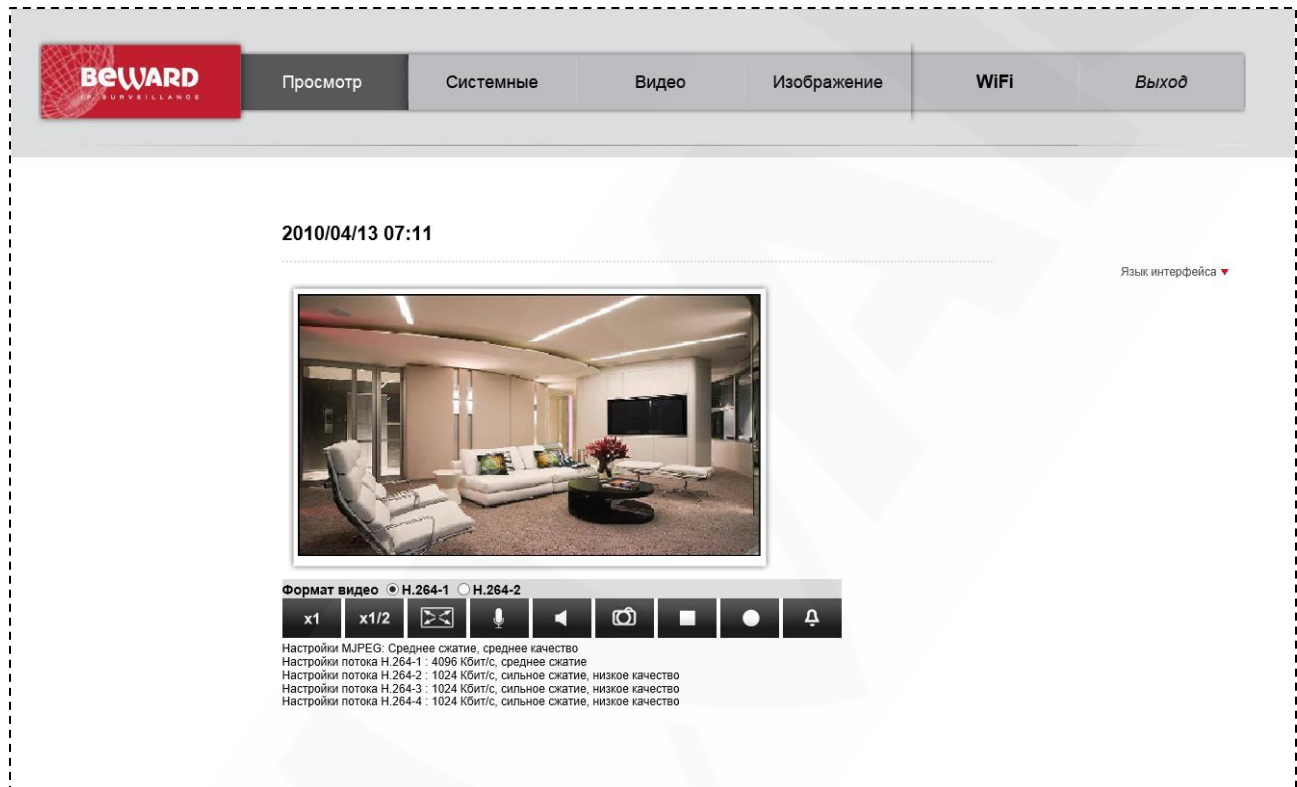 BEWARD
IP SURVEILLANCE
Просмотр Системные Видео Изображение WiFi Выход
2010/04/13 07:11
Язык интерфейса
Формат видео H.264-1 H.264-2
x1 x1/2
Настройки MJPEG: Среднее сжатие, среднее качество
Настройки потока H.264-1 : 4096 Кбит/с, среднее сжатие
Настройки потока H.264-2 : 1024 Кбит/с, сильное сжатие, низкое качество
Настройки потока H.264-3 : 1024 Кбит/с, сильное сжатие, низкое качество
Настройки потока H.264-4 : 1024 Кбит/с, сильное сжатие, низкое качество